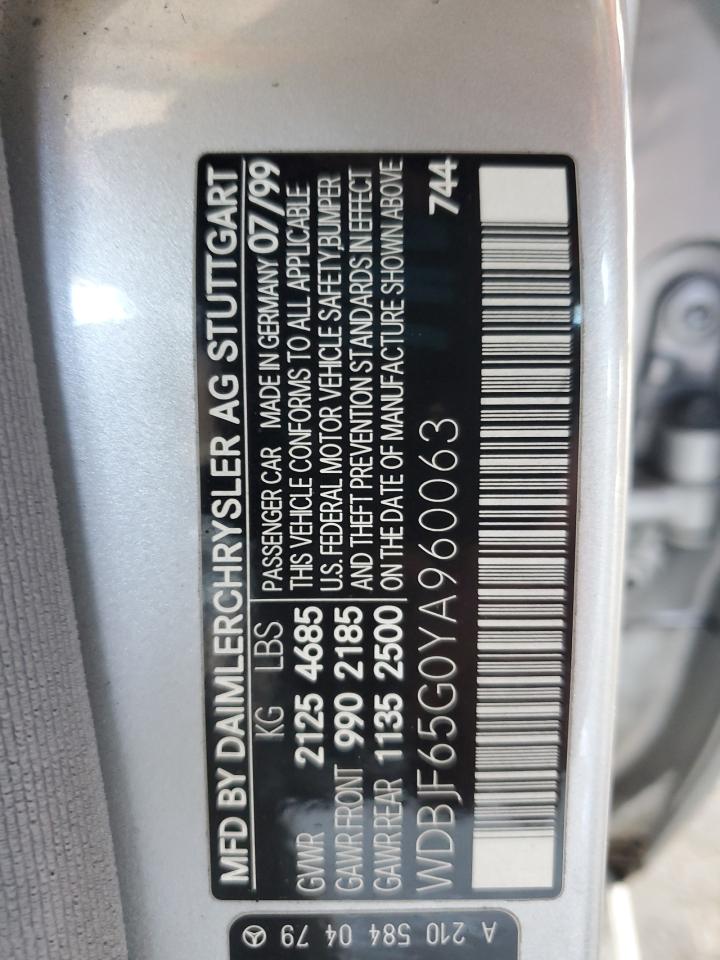 MFD BY DAIMLERCHRYSLER AG STUTTGART
KG LBS
GVWR 2125 4685
GAWR FRONT 990 2185
GAWR REAR 1135 2500
PASSENGER CAR MADE IN GERMANY 07/99
THIS VEHICLE CONFORMS TO ALL APPLICABLE
U.S. FEDERAL MOTOR VEHICLE SAFETY,BUMPER
AND THEFT PREVENTION STANDARDS IN EFFECT
ON THE DATE OF MANUFACTURE SHOWN ABOVE
WDBJF65G0YA960063 744
A 210 584 04 79